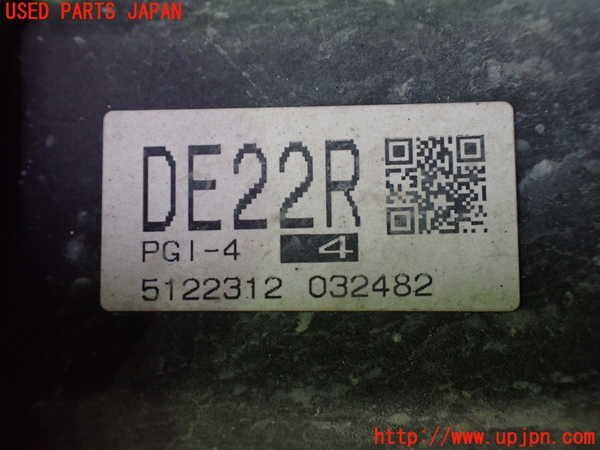 USED PARTS JAPAN
DE22R
PGI-4 4
5122312 032482
http://www.upjpn.com